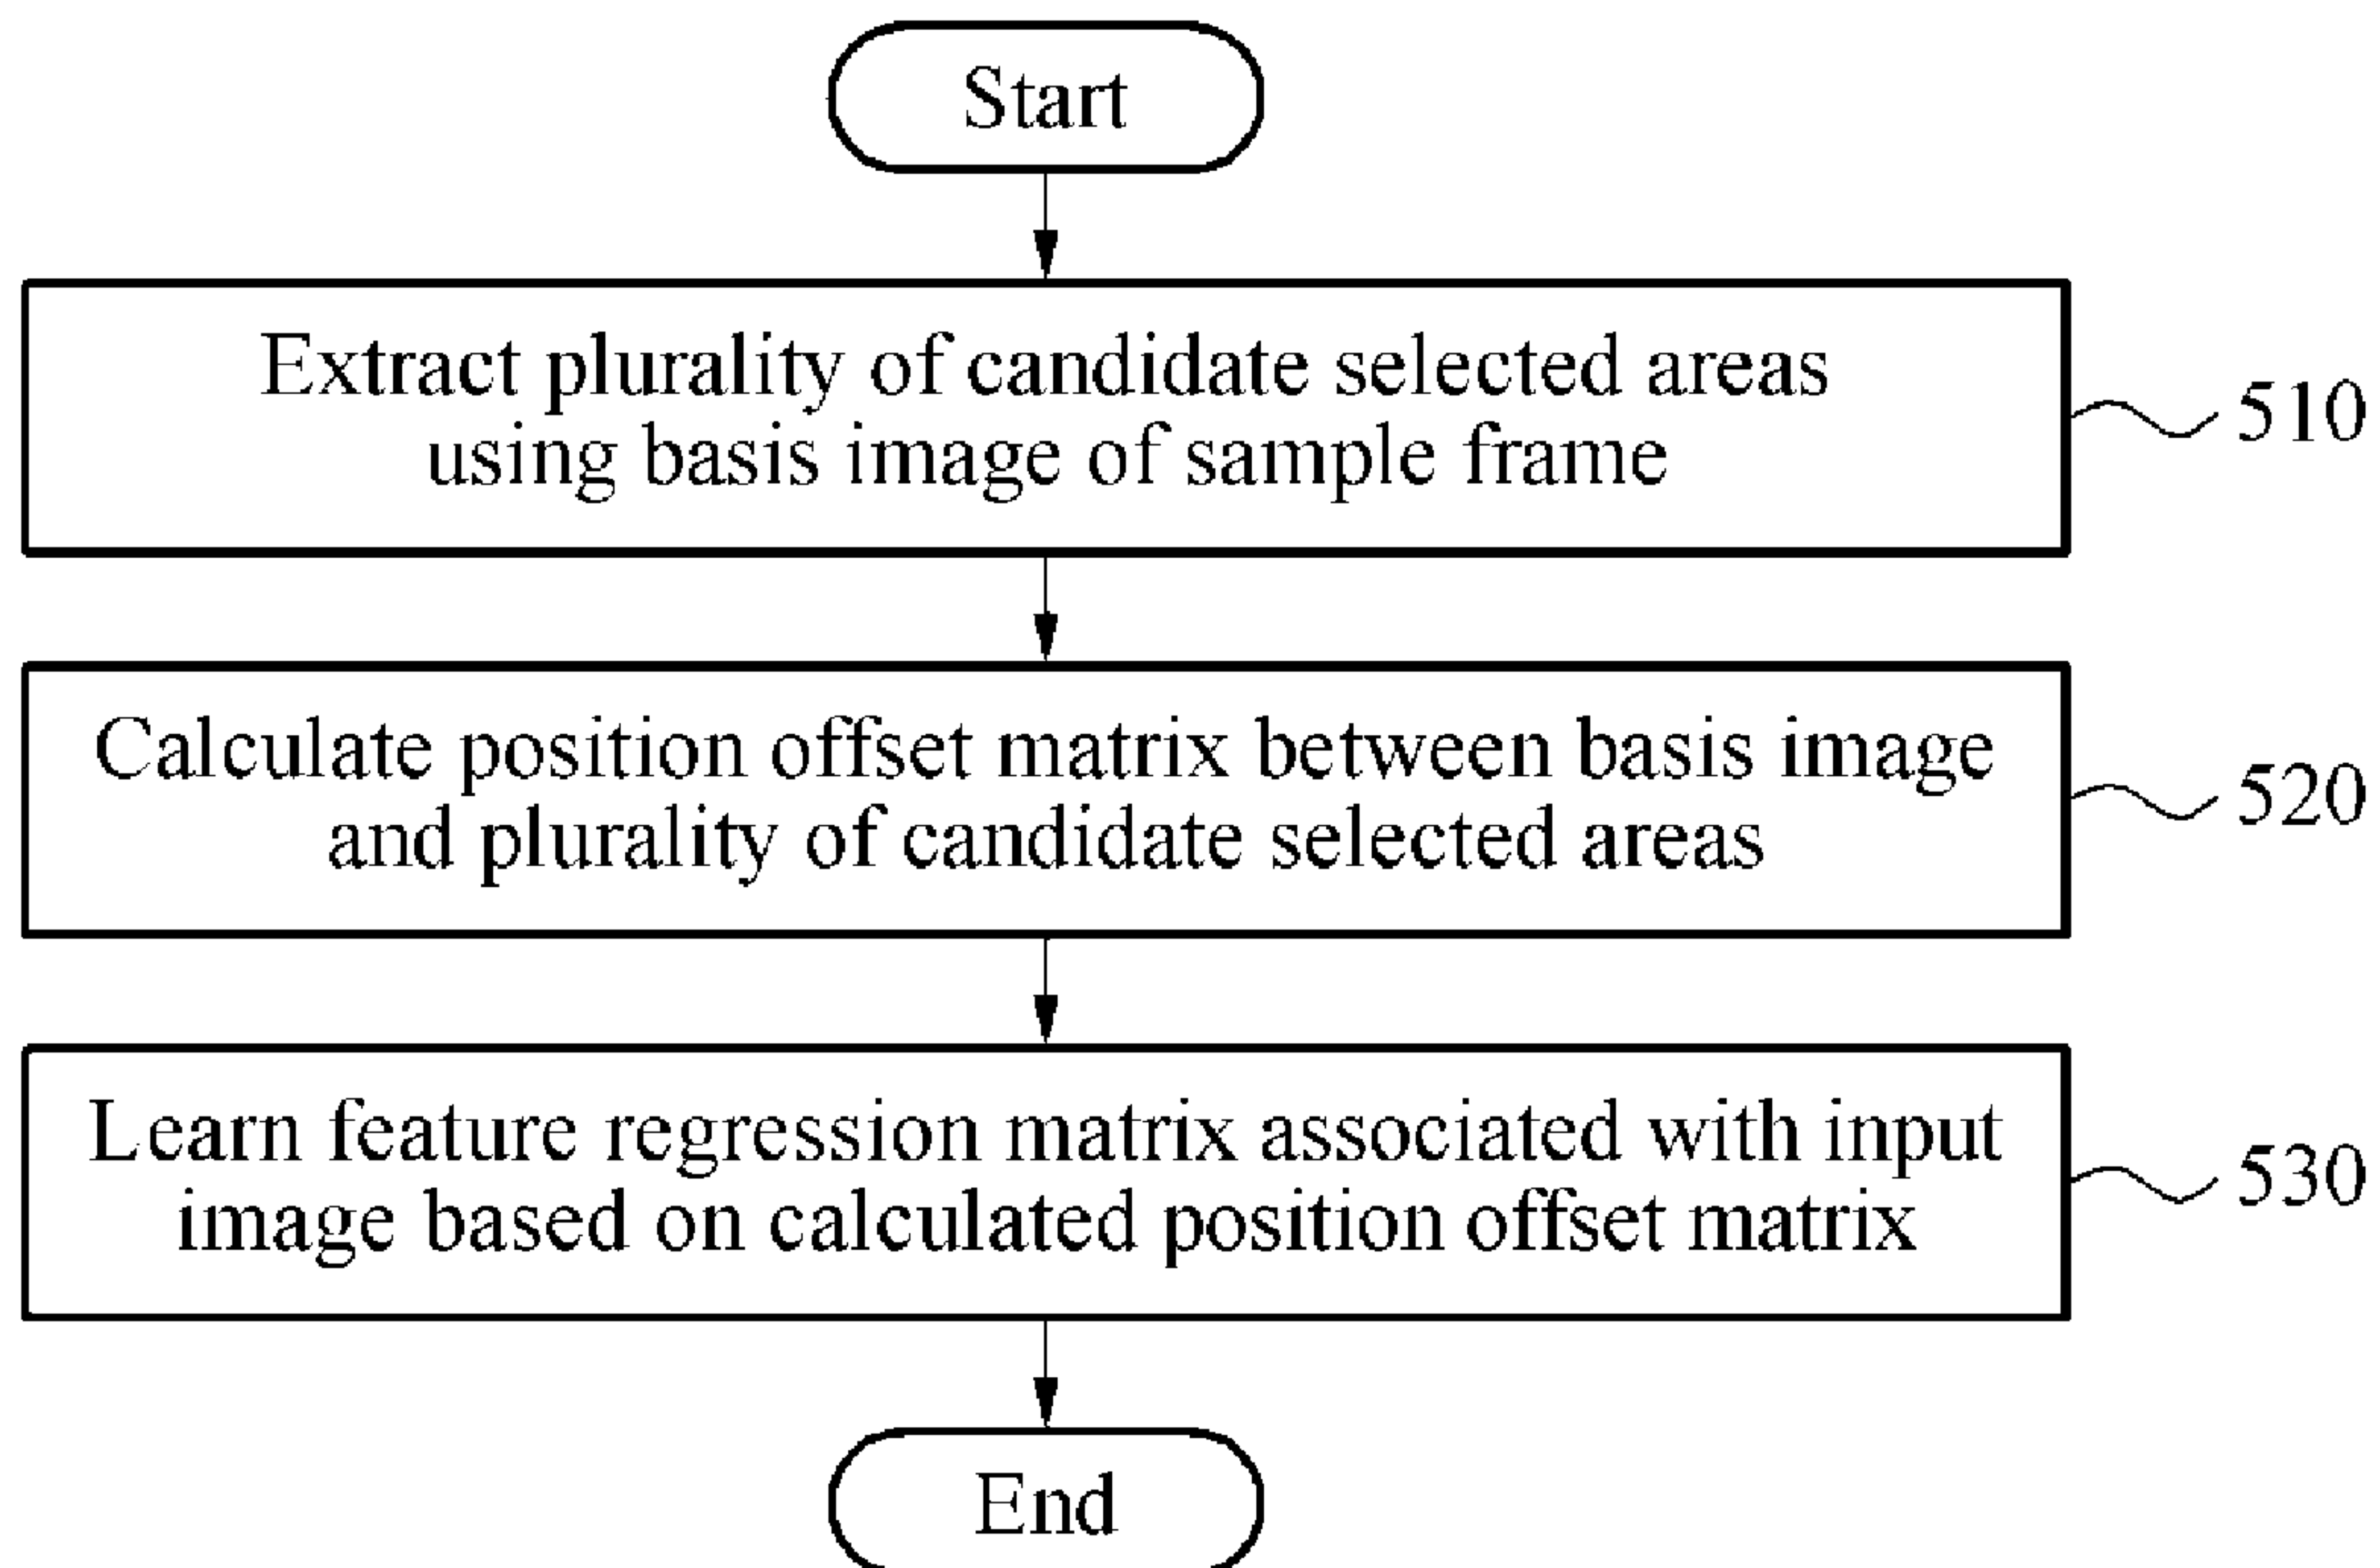 Start
Extract plurality of candidate selected areas
using basis image of sample frame
510
Calculate position offset matrix between basis image
and plurality of candidate selected areas
520
Learn feature regression matrix associated with input
image based on calculated position offset matrix
530
End